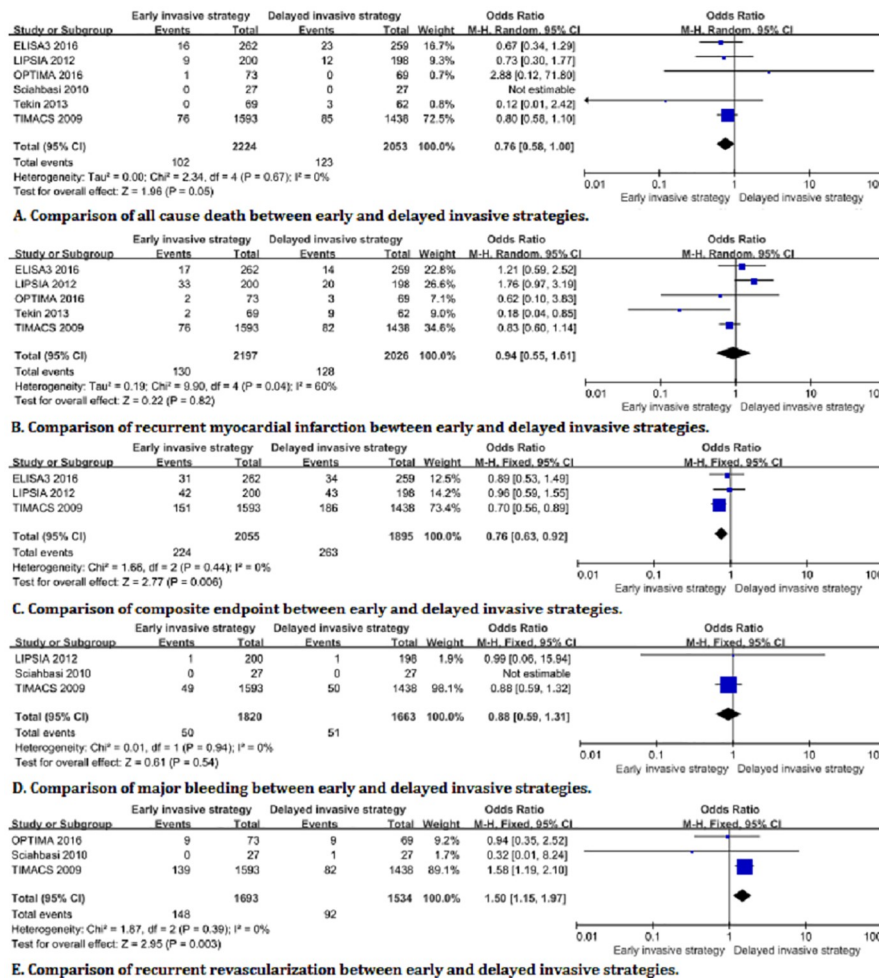 Early invasive strategy Delayed invasive strategy Odds Ratio Odds Ratio
Study or Subgroup Events Total Events Total Weight M-H, Random, 95% CI M-H, Random, 95% CI
ELISA3 2016 16 262 23 259 16.7% 0.67 [0.34, 1.29]
LIPSIA 2012 9 200 12 198 9.3% 0.73 [0.30, 1.77]
OPTIMA 2016 1 73 0 69 0.7% 2.88 [0.12, 71.80]
Sciahbasi 2010 0 27 0 27 Not estimable
Tekin 2013 0 69 3 62 0.8% 0.12 [0.01, 2.42]
TIMACS 2009 76 1593 85 1438 72.5% 0.80 [0.58, 1.10]
Total (95% CI) 2224 2053 100.0% 0.76 [0.58, 1.00]
Total events 102 123
Heterogeneity: Tau² = 0.00; Chi² = 2.34, df = 4 (P = 0.67); I² = 0%
Test for overall effect: Z = 1.96 (P = 0.05)
0.01 0.1 1 10 100
Early invasive strategy Delayed invasive strategy
A. Comparison of all cause death between early and delayed invasive strategies.
Early invasive strategy Delayed invasive strategy Odds Ratio Odds Ratio
Study or Subgroup Events Total Events Total Weight M-H, Random, 95% CI M-H, Random, 95% CI
ELISA3 2016 17 262 14 259 22.8% 1.21 [0.59, 2.52]
LIPSIA 2012 33 200 20 198 26.6% 1.76 [0.97, 3.19]
OPTIMA 2016 2 73 3 69 7.1% 0.62 [0.10, 3.83]
Tekin 2013 2 69 9 62 9.0% 0.18 [0.04, 0.85]
TIMACS 2009 76 1593 82 1438 34.6% 0.83 [0.60, 1.14]
Total (95% CI) 2197 2026 100.0% 0.94 [0.55, 1.61]
Total events 130 128
Heterogeneity: Tau² = 0.19; Chi² = 9.90, df = 4 (P = 0.04); I² = 60%
Test for overall effect: Z = 0.22 (P = 0.82)
0.01 0.1 1 10 100
Early invasive strategy Delayed invasive strategy
B. Comparison of recurrent myocardial infarction bewteen early and delayed invasive strategies.
Early invasive strategy Delayed invasive strategy Odds Ratio Odds Ratio
Study or Subgroup Events Total Events Total Weight M-H, Fixed, 95% CI M-H, Fixed, 95% CI
ELISA3 2016 31 262 34 259 12.5% 0.89 [0.53, 1.49]
LIPSIA 2012 42 200 43 198 14.2% 0.96 [0.59, 1.55]
TIMACS 2009 151 1593 186 1438 73.4% 0.70 [0.56, 0.89]
Total (95% CI) 2055 1895 100.0% 0.76 [0.63, 0.92]
Total events 224 263
Heterogeneity: Chi² = 1.66, df = 2 (P = 0.44); I² = 0%
Test for overall effect: Z = 2.77 (P = 0.006)
0.01 0.1 1 10 100
Early invasive strategy Delayed invasive strategy
C. Comparison of composite endpoint between early and delayed invasive strategies.
Early invasive strategy Delayed invasive strategy Odds Ratio Odds Ratio
Study or Subgroup Events Total Events Total Weight M-H, Fixed, 95% CI M-H, Fixed, 95% CI
LIPSIA 2012 1 200 1 198 1.9% 0.99 [0.06, 15.94]
Sciahbasi 2010 0 27 0 27 Not estimable
TIMACS 2009 49 1593 50 1438 98.1% 0.88 [0.59, 1.32]
Total (95% CI) 1820 1663 100.0% 0.88 [0.59, 1.31]
Total events 50 51
Heterogeneity: Chi² = 0.01, df = 1 (P = 0.94); I² = 0%
Test for overall effect: Z = 0.61 (P = 0.54)
0.01 0.1 1 10 100
Early invasive strategy Delayed invasive strategy
D. Comparison of major bleeding between early and delayed invasive strategies.
Early invasive strategy Delayed invasive strategy Odds Ratio Odds Ratio
Study or Subgroup Events Total Events Total Weight M-H, Fixed, 95% CI M-H, Fixed, 95% CI
OPTIMA 2016 9 73 9 69 9.2% 0.94 [0.35, 2.52]
Sciahbasi 2010 0 27 1 27 1.7% 0.32 [0.01, 8.24]
TIMACS 2009 139 1593 82 1438 89.1% 1.58 [1.19, 2.10]
Total (95% CI) 1693 1534 100.0% 1.50 [1.15, 1.97]
Total events 148 92
Heterogeneity: Chi² = 1.87, df = 2 (P = 0.39); I² = 0%
Test for overall effect: Z = 2.95 (P = 0.003)
0.01 0.1 1 10 100
Early invasive strategy Delayed invasive strategy
E. Comparison of recurrent revascularization between early and delayed invasive strategies.